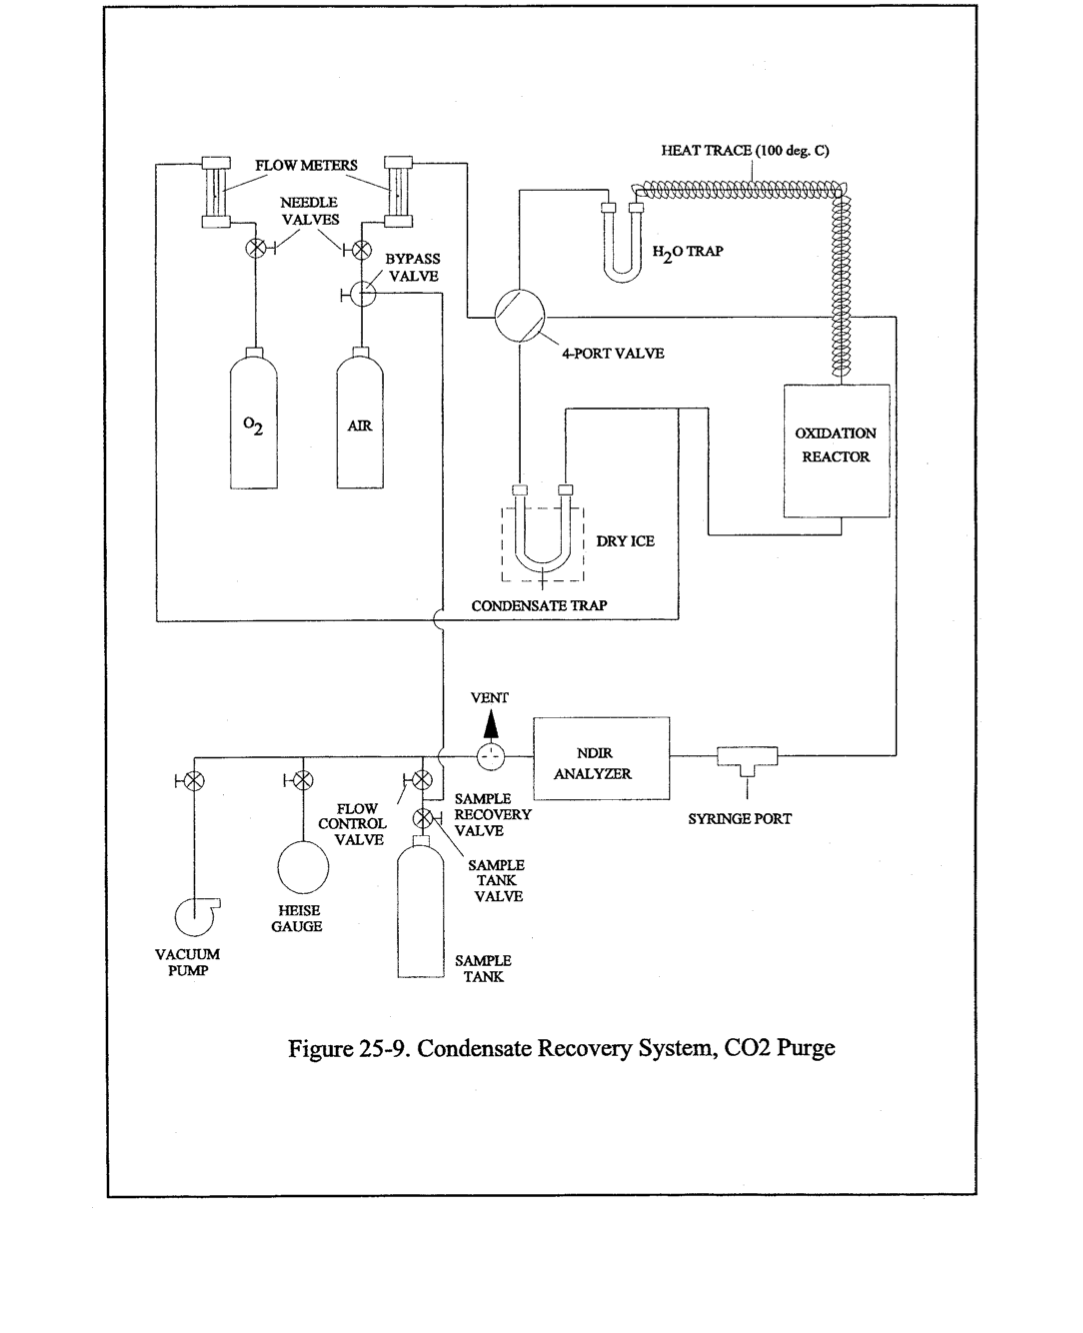 HEAT TRACE (100 deg. C)
FLOW METERS
NEEDLE
VALVES
H2O TRAP
BYPASS
VALVE
4-PORT VALVE
O2
AIR
OXIDATION
REACTOR
DRY ICE
CONDENSATE TRAP
VENT
NDIR
ANALYZER
SYRINGE PORT
FLOW
CONTROL
VALVE
SAMPLE
RECOVERY
VALVE
SAMPLE
TANK
VALVE
HEISE
GAUGE
VACUUM
PUMP
SAMPLE
TANK
Figure 25-9. Condensate Recovery System, CO2 Purge